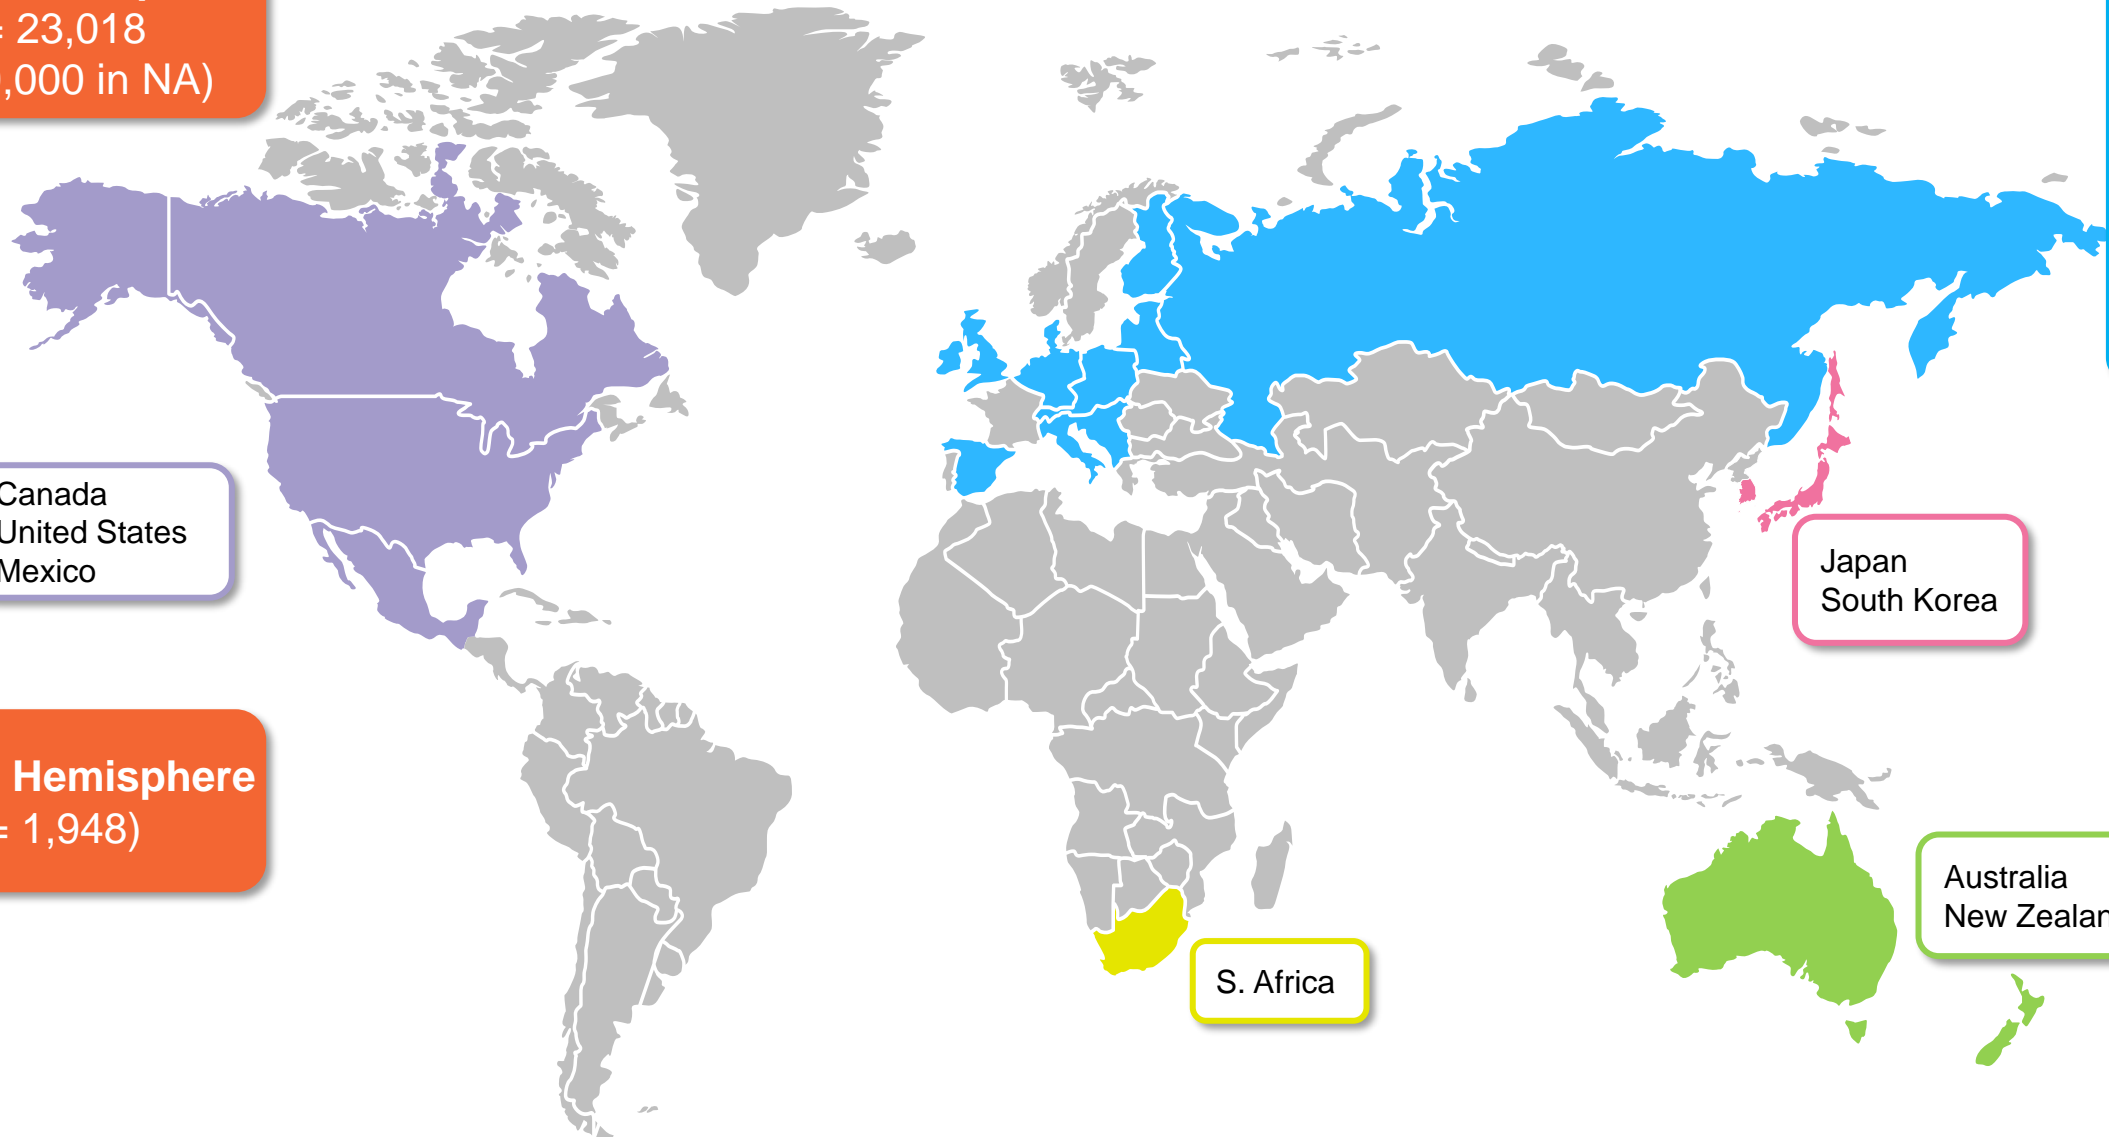 = 23,018
,000 in NA)
Canada
United States
Mexico
Japan
South Korea
Hemisphere
= 1,948)
Australia
New Zealan
S. Africa